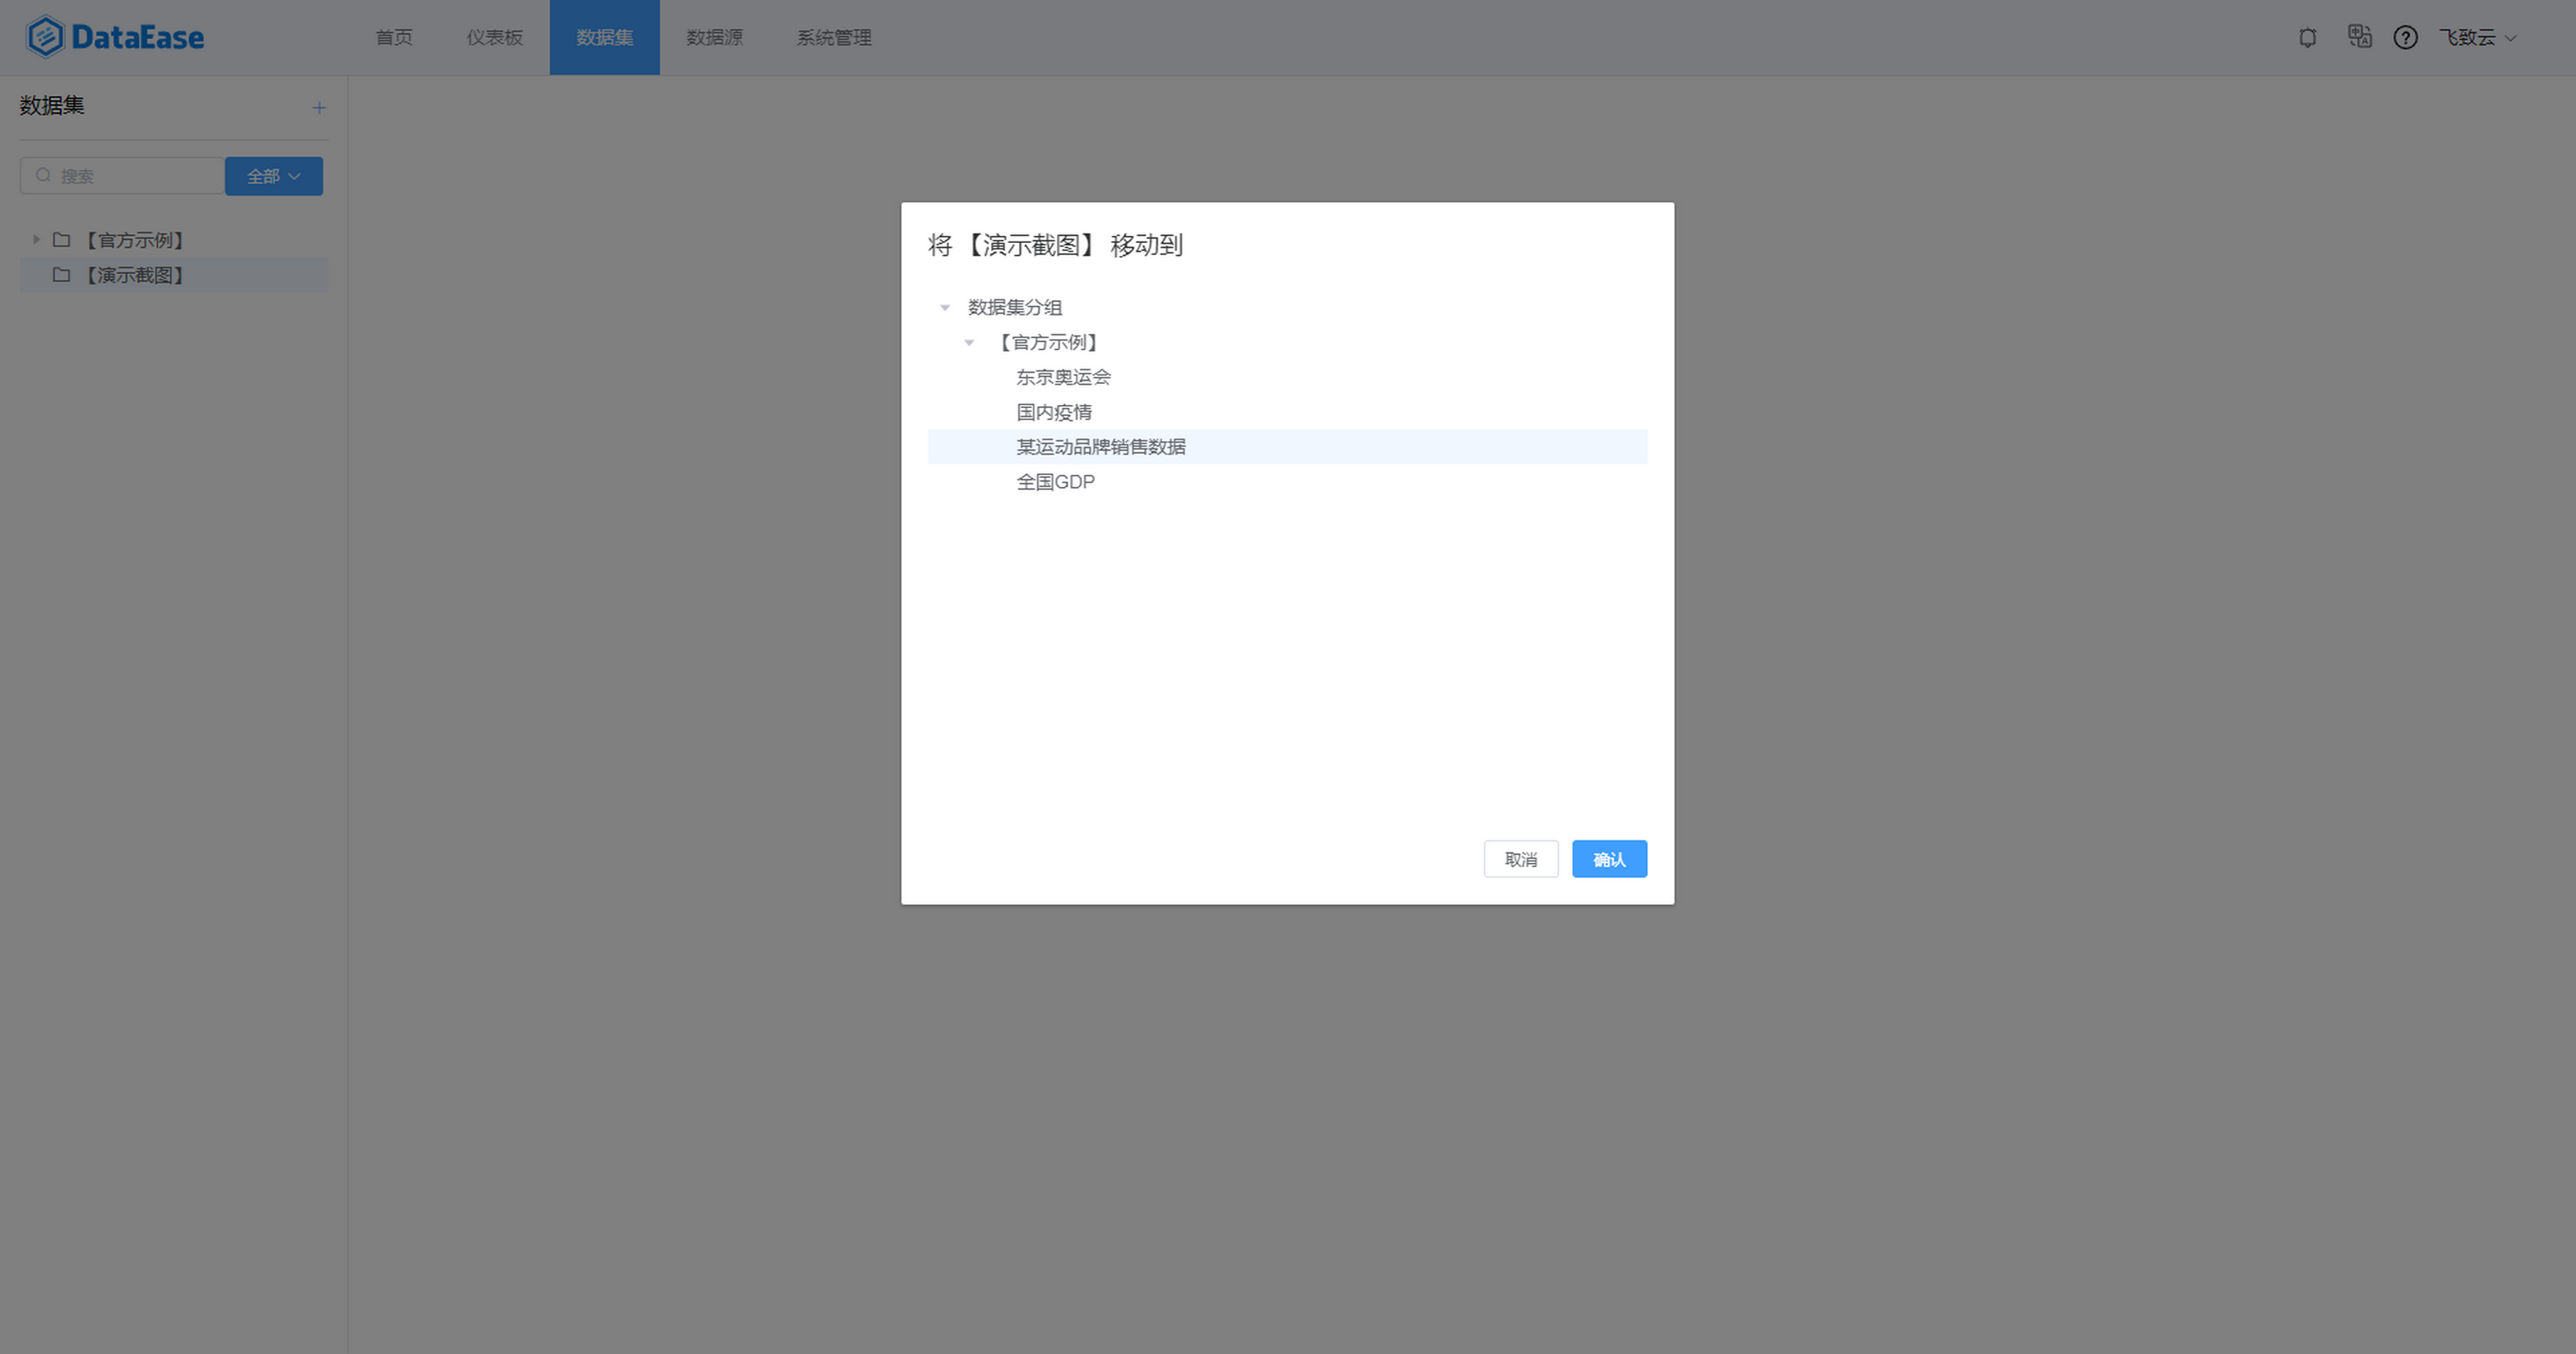 DataEase 首页 仪表板 数据集 数据源 系统管理 飞致云
数据集
搜索 全部
【官方示例】
【演示截图】
将 【演示截图】 移动到
数据集分组
【官方示例】
东京奥运会
国内疫情
某运动品牌销售数据
全国GDP
取消 确认